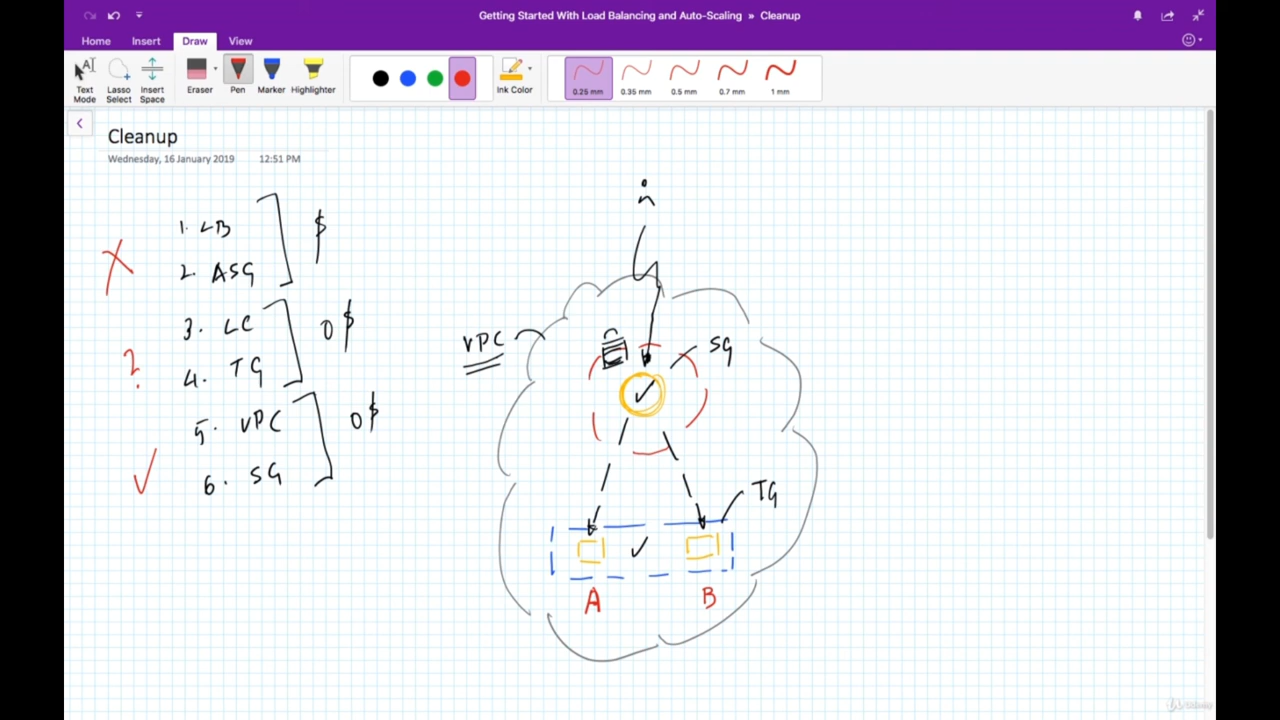 Getting Started With Load Balancing and Auto-Scaling » Cleanup
Home Insert Draw View
Text Mode
Lasso Select
Insert Space
Eraser
Pen
Marker
Highlighter
Ink Color
0.25 mm
0.35 mm
0.5 mm
0.7 mm
1 mm
Cleanup
Wednesday, 16 January 2019 12:51 PM
1. LB
2. ASG
$
X
3. LC
4. TG
0 $
?
5. VPC
6. SG
0 $
VPC
SG
TG
A
B
Udemy